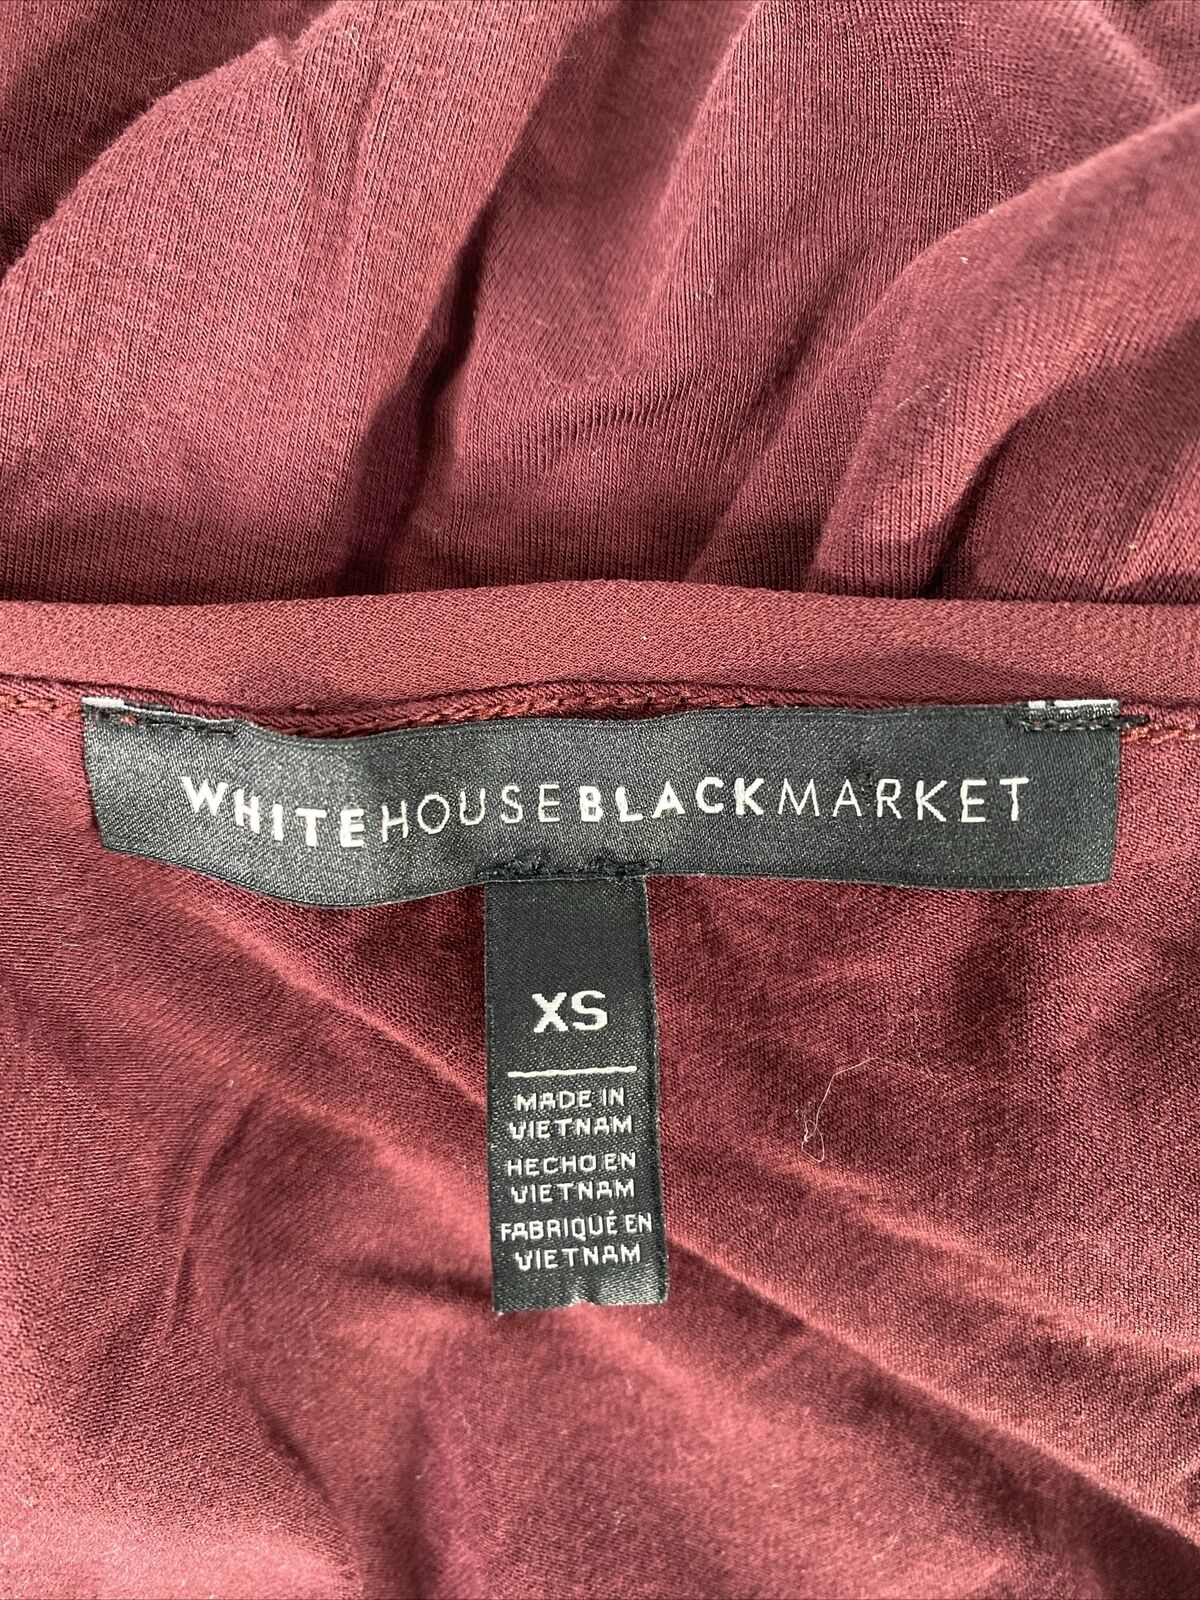 WHITEHOUSEBLACKMARKET
XS
MADE IN
VIETNAM
HECHO EN
VIETNAM
FABRIQUÉ EN
VIETNAM